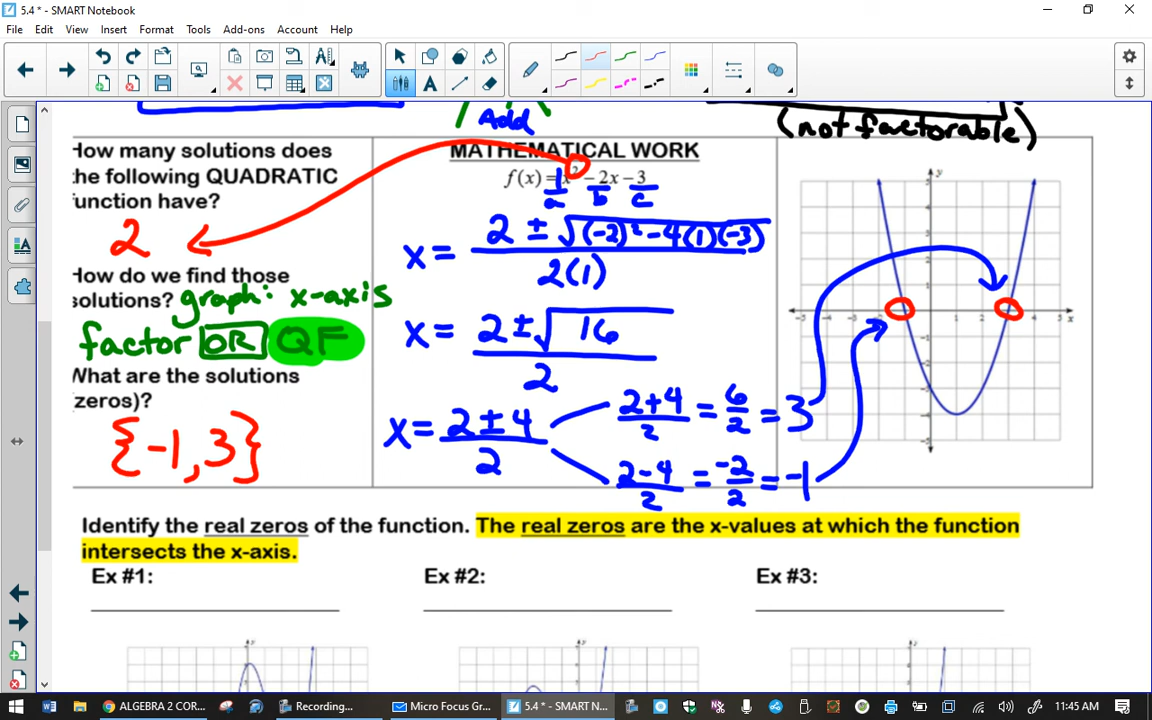 5.4 * - SMART Notebook
File Edit View Insert Format Tools Add-ons Account Help
Add
(not factorable)
How many solutions does
the following QUADRATIC
function have?
2
How do we find those
solutions? graph: x-axis
factor OR QF
What are the solutions
(zeros)?
{-1,3}
MATHEMATICAL WORK
f(x) = x² - 2x - 3
1
a b c
x = 2 ± √(-2)²-4(1)(-3)
2(1)
x = 2 ± √16
2
x = 2 ± 4
2
2+4 = 6 = 3
2 2
2-4 = -2 = -1
2 2
y
x
Identify the real zeros of the function. The real zeros are the x-values at which the function
intersects the x-axis.
Ex #1: Ex #2: Ex #3:
ALGEBRA 2 COR... Recording... Micro Focus Gr... 5.4 * - SMART N... 11:45 AM